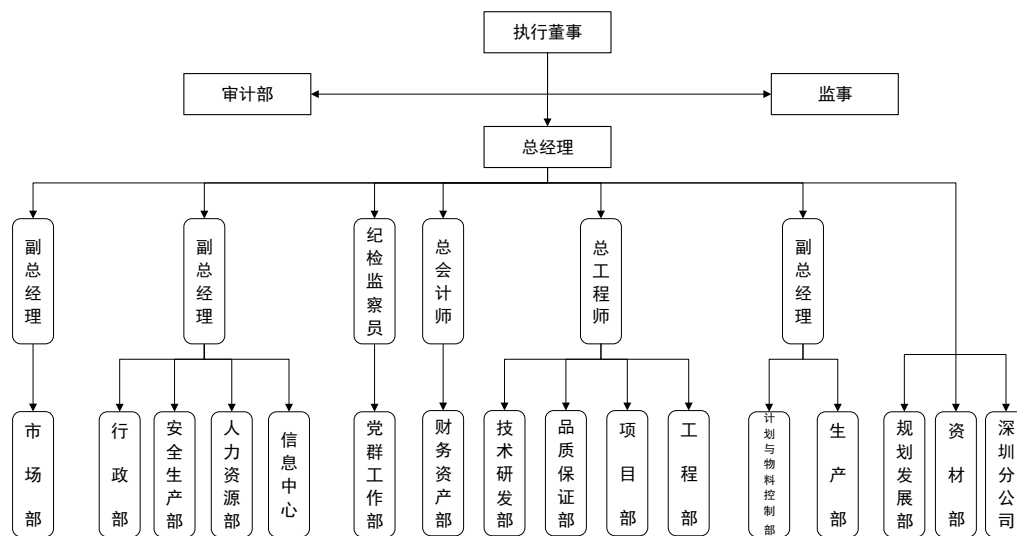 执行董事
审计部
监事
总经理
副总经理
副总经理
纪检监察员
总会计师
总工程师
副总经理
市场部
行政部
安全生产部
人力资源部
信息中心
党群工作部
财务资产部
技术研发部
品质保证部
项目部
工程部
计划与物料控制部
生产部
规划发展部
资材部
深圳分公司